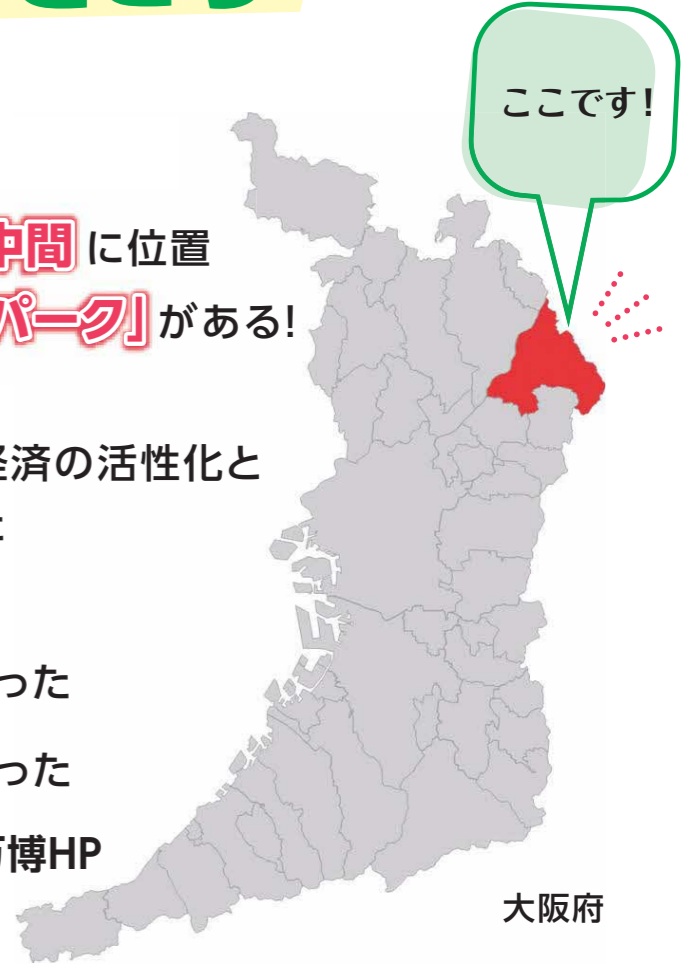 ここです!
中間 に位置
パーク」がある!
経済の活性化と
った
った
万博HP
大阪府